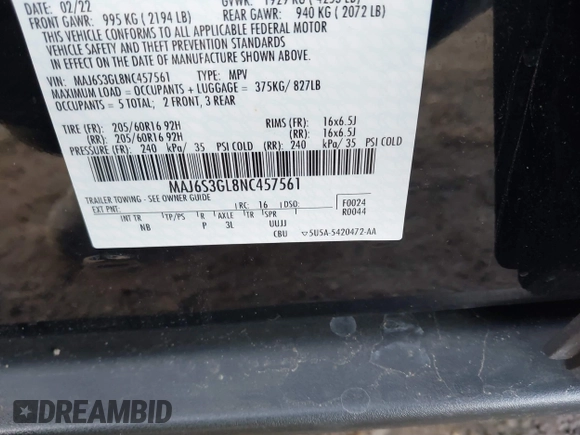 DATE: 02/22
FRONT GAWR: 995 KG ( 2194 LB) REAR GAWR: 940 KG ( 2072 LB)
THIS VEHICLE CONFORMS TO ALL APPLICABLE FEDERAL MOTOR
VEHICLE SAFETY AND THEFT PREVENTION STANDARDS
IN EFFECT ON THE DATE OF MANUFACTURE SHOWN ABOVE.
VIN: MAJ6S3GL8NC457561 TYPE: MPV
MAXIMUM LOAD = OCCUPANTS + LUGGAGE = 375KG/ 827LB
OCCUPANTS = 5 TOTAL; 2 FRONT, 3 REAR
TIRE (FR): 205/60R16 92H RIMS (FR): 16x6.5J
(RR): 205/60R16 92H (RR): 16x6.5J
PRESSURE (FR): 240 kPa/ 35 PSI COLD (RR): 240 kPa/ 35 PSI COLD
MAJ6S3GL8NC457561
TRAILER TOWING - SEE OWNER GUIDE
EXT PNT: RC: 16 DSO: F0024
INT TR TP/PS R AXLE TR SPR R0044
NB P 3L UUJJ
CBU 5U5A-5420472-AA
DREAMBID